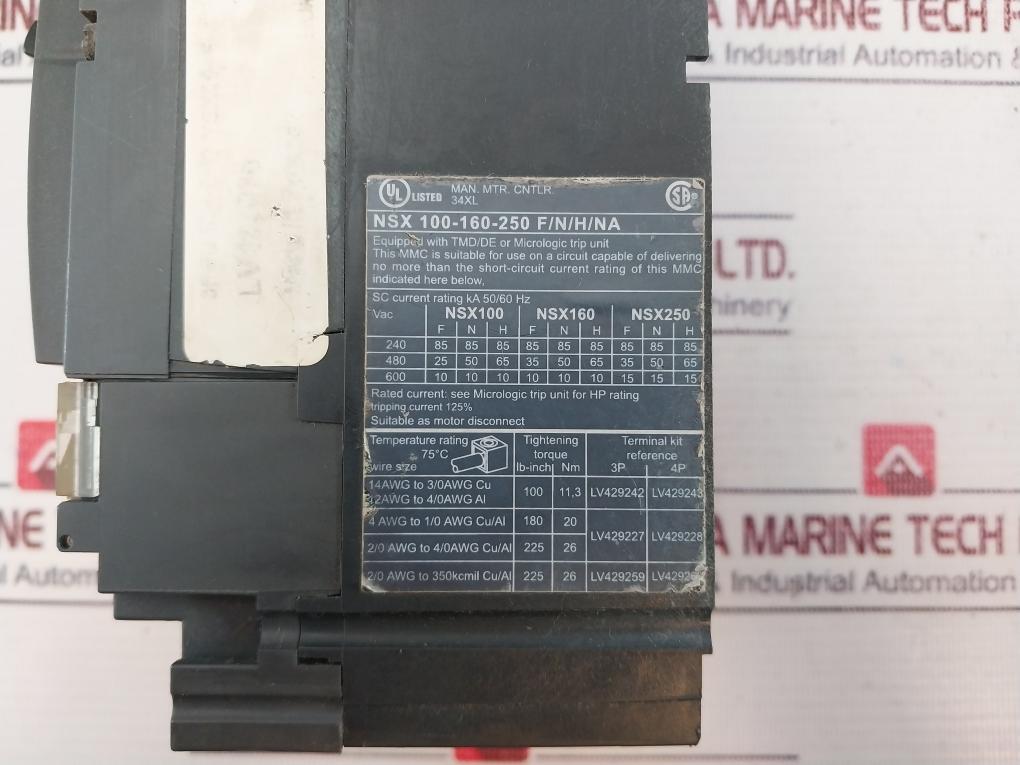 A MARINE TECH
Industrial Automation &
UL LISTED MAN. MTR. CNTLR.
34XL
SA
NSX 100-160-250 F/N/H/NA
Equipped with TMD/DE or Micrologic trip unit
This MMC is suitable for use on a circuit capable of delivering
no more than the short-circuit current rating of this MMC
indicated here below,
SC current rating kA 50/60 Hz
Vac NSX100 NSX160 NSX250
F N H F N H F N H
240 85 85 85 85 85 85 85 85 85
480 25 50 65 35 50 65 35 50 65
600 10 10 10 10 10 10 15 15 15
Rated current: see Micrologic trip unit for HP rating
tripping current 125%
Suitable as motor disconnect
Temperature rating 75°C wire size
Tightening torque
lb-inch Nm
Terminal kit reference
3P 4P
14AWG to 3/0AWG Cu
12AWG to 4/0AWG Al
100 11,3 LV429242 LV429243
4 AWG to 1/0 AWG Cu/Al 180 20
LV429227 LV429228
2/0 AWG to 4/0AWG Cu/Al 225 26
2/0 AWG to 350kcmil Cu/Al 225 26 LV429259
LTD.
A MARINE TECH
Industrial Automation